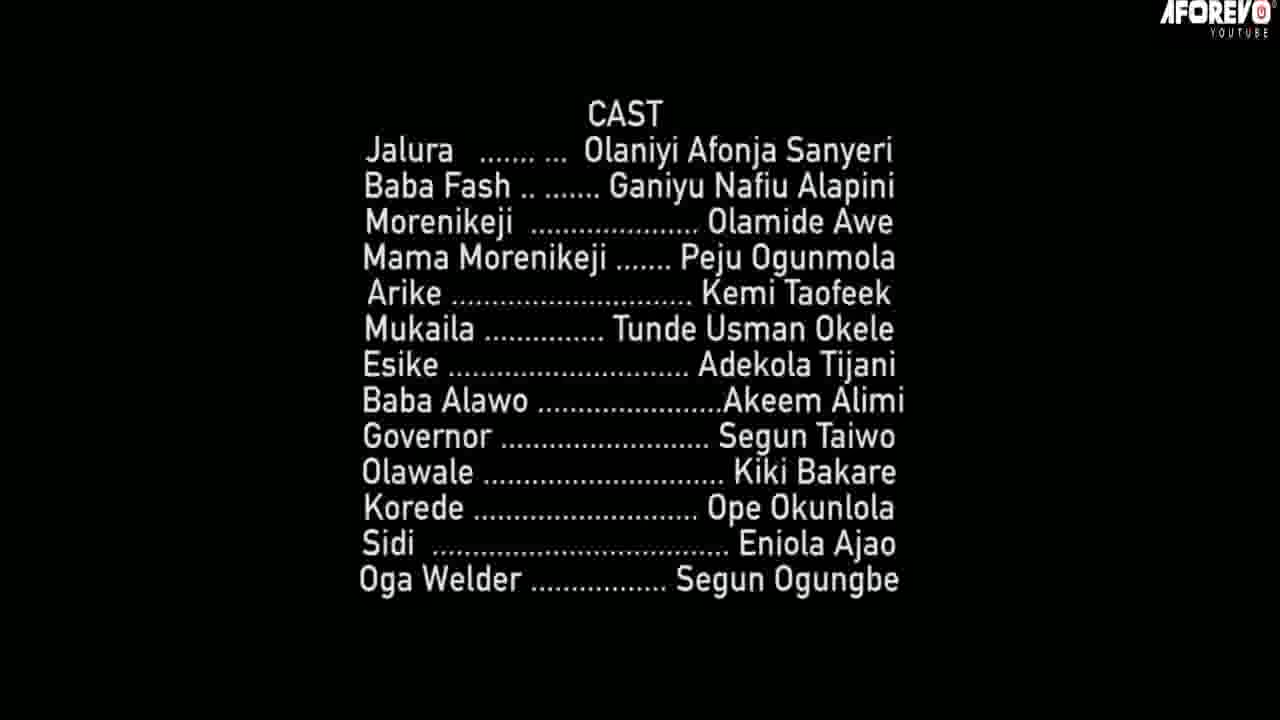 AFOREVO
YOUTUBE
CAST
Jalura ....... ... Olaniyi Afonja Sanyeri
Baba Fash .. ....... Ganiyu Nafiu Alapini
Morenikeji ..................... Olamide Awe
Mama Morenikeji ....... Peju Ogunmola
Arike .............................. Kemi Taofeek
Mukaila ............... Tunde Usman Okele
Esike .............................. Adekola Tijani
Baba Alawo .......................Akeem Alimi
Governor .......................... Segun Taiwo
Olawale .............................. Kiki Bakare
Korede ............................ Ope Okunlola
Sidi ..................................... Eniola Ajao
Oga Welder ................. Segun Ogungbe